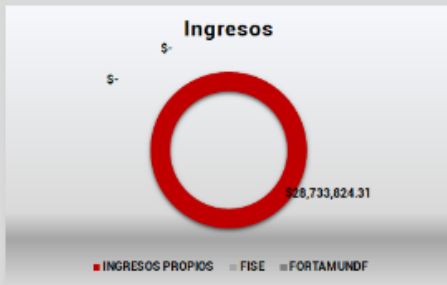 Ingresos
$-
$-
$28,733,824.31
INGRESOS PROPIOS FISE FORTAMUNDF